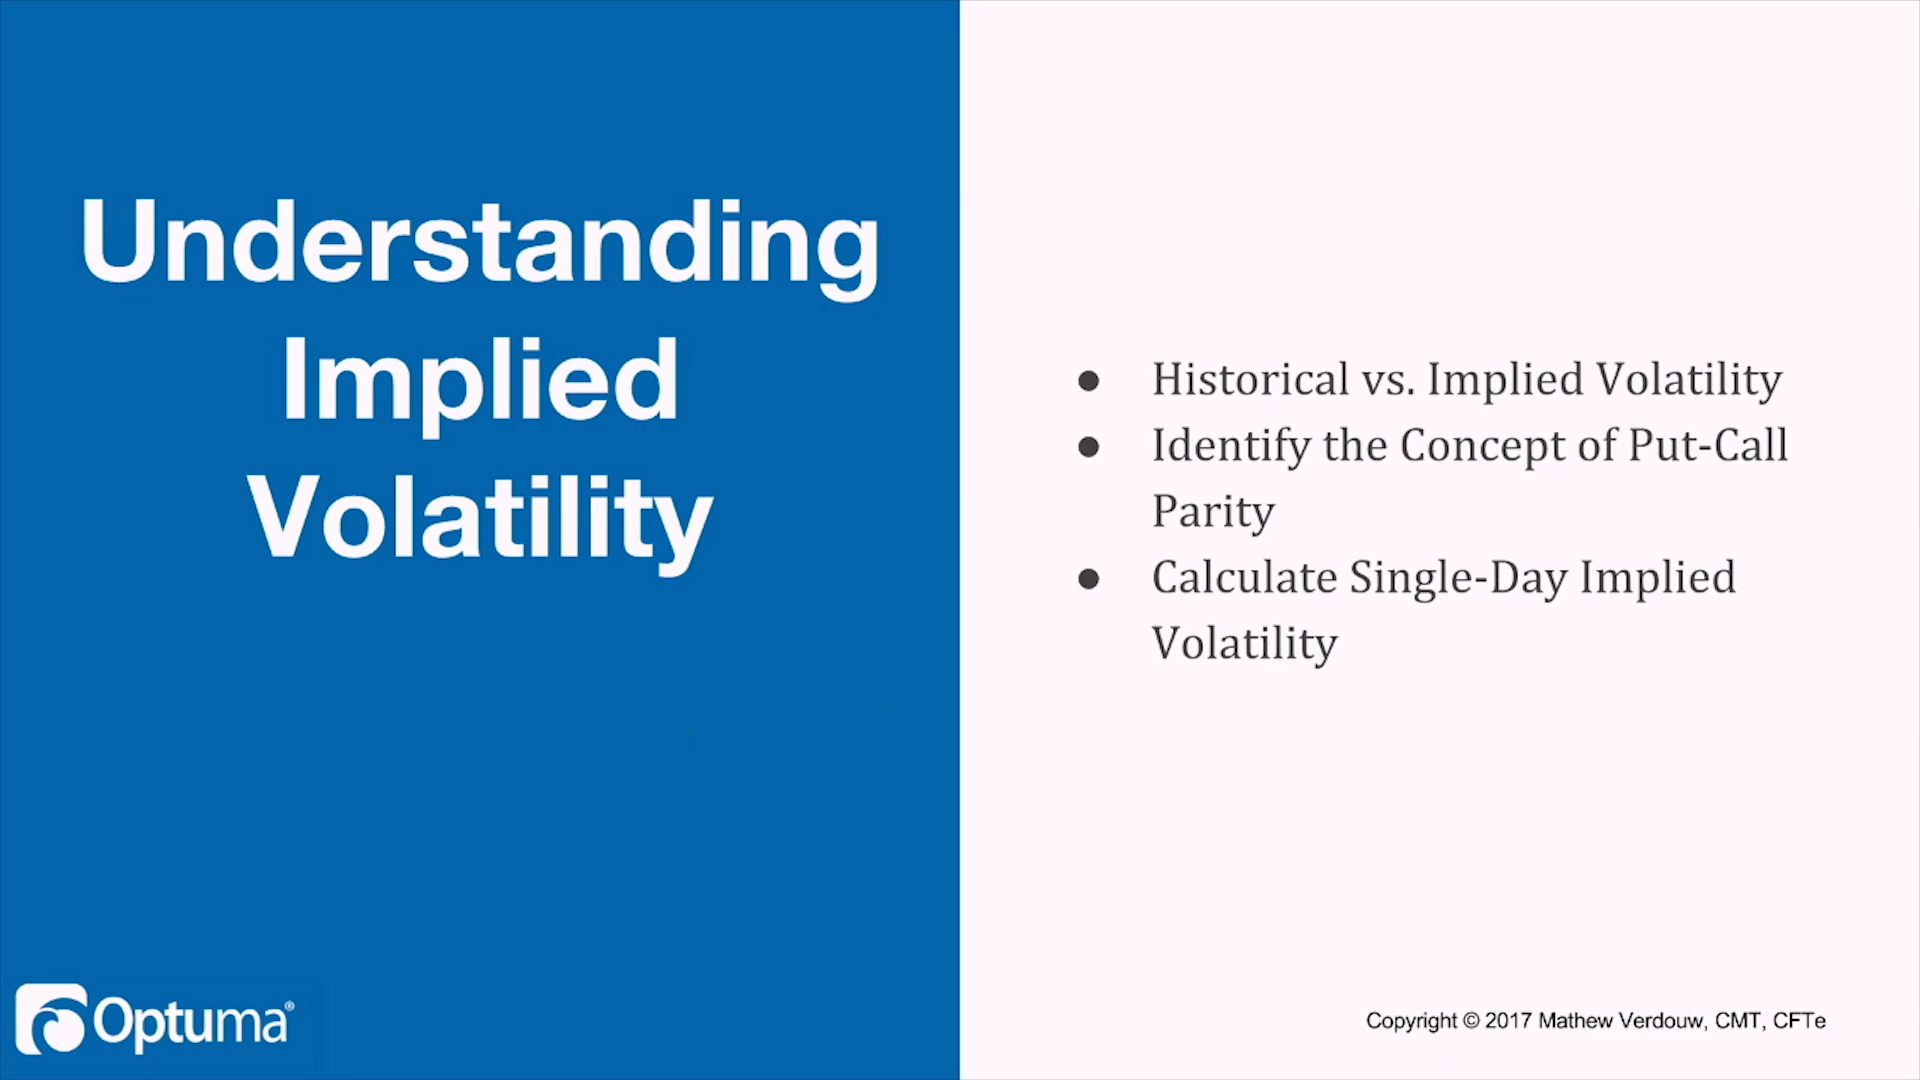 Understanding
Implied
Volatility
● Historical vs. Implied Volatility
● Identify the Concept of Put-Call
Parity
● Calculate Single-Day Implied
Volatility
Optuma®
Copyright © 2017 Mathew Verdouw, CMT, CFTe